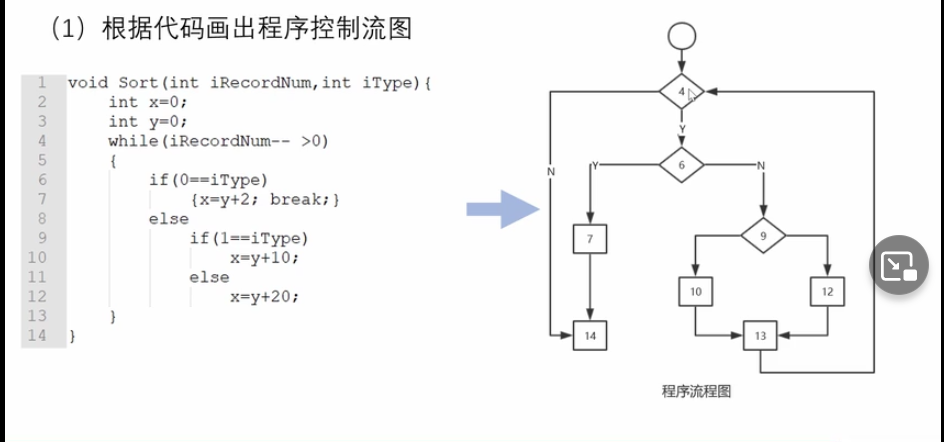 （1）根据代码画出程序控制流图
1 void Sort(int iRecordNum,int iType){
2 int x=0;
3 int y=0;
4 while(iRecordNum-- >0)
5 {
6 if(0==iType)
7 {x=y+2; break;}
8 else
9 if(1==iType)
10 x=y+10;
11 else
12 x=y+20;
13 }
14 }
4
Y
N
6
Y
N
7
9
10
12
14
13
程序流程图